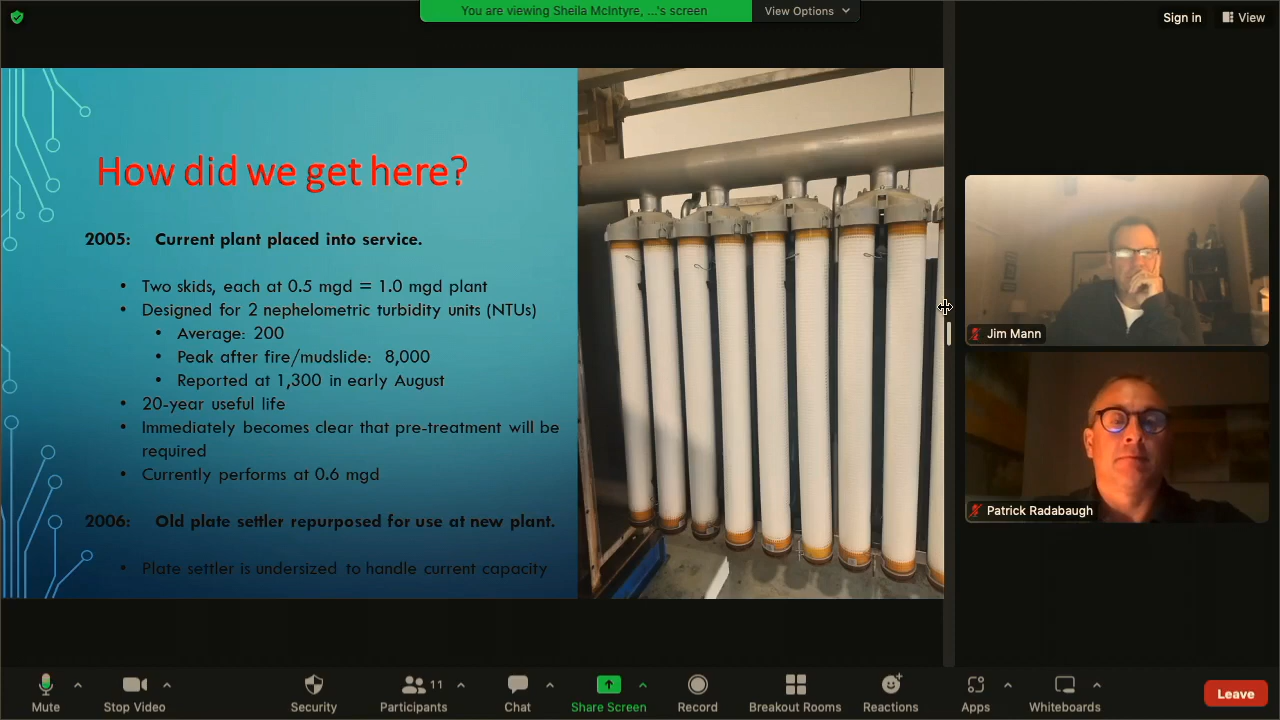 You are viewing Sheila McIntyre, ...'s screen
View Options
Sign in
View
How did we get here?
2005: Current plant placed into service.
• Two skids, each at 0.5 mgd = 1.0 mgd plant
• Designed for 2 nephelometric turbidity units (NTUs)
• Average: 200
• Peak after fire/mudslide: 8,000
• Reported at 1,300 in early August
• 20-year useful life
• Immediately becomes clear that pre-treatment will be
required
• Currently performs at 0.6 mgd
2006: Old plate settler repurposed for use at new plant.
• Plate settler is undersized to handle current capacity
Jim Mann
Patrick Radabaugh
Mute
Stop Video
Security
Participants
11
Chat
Share Screen
Record
Breakout Rooms
Reactions
Apps
Whiteboards
Leave